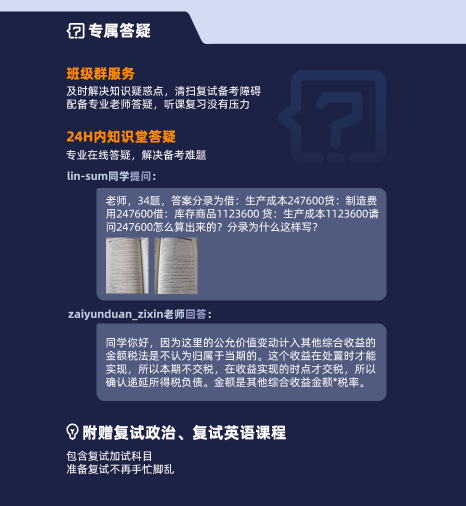 专属答疑
班级群服务
及时解决知识疑惑点，清扫复试备考障碍
配备专业老师答疑，听课复习没有压力
24H内知识堂答疑
专业在线答疑，解决备考难题
lin-sum同学提问：
老师，34题，答案分录为借：生产成本247600贷：制造费
用247600借：库存商品1123600 贷：生产成本1123600请
问247600怎么算出来的？分录为什么这样写？
zaiyunduan_zixin老师回答：
同学你好，因为这里的公允价值变动计入其他综合收益的
金额税法是不认为归属于当期的。这个收益在处置时才能
实现，所以本期不交税，在收益实现的时点才交税，所以
确认递延所得税负债。金额是其他综合收益金额*税率。
附赠复试政治、复试英语课程
包含复试加试科目
准备复试不再手忙脚乱